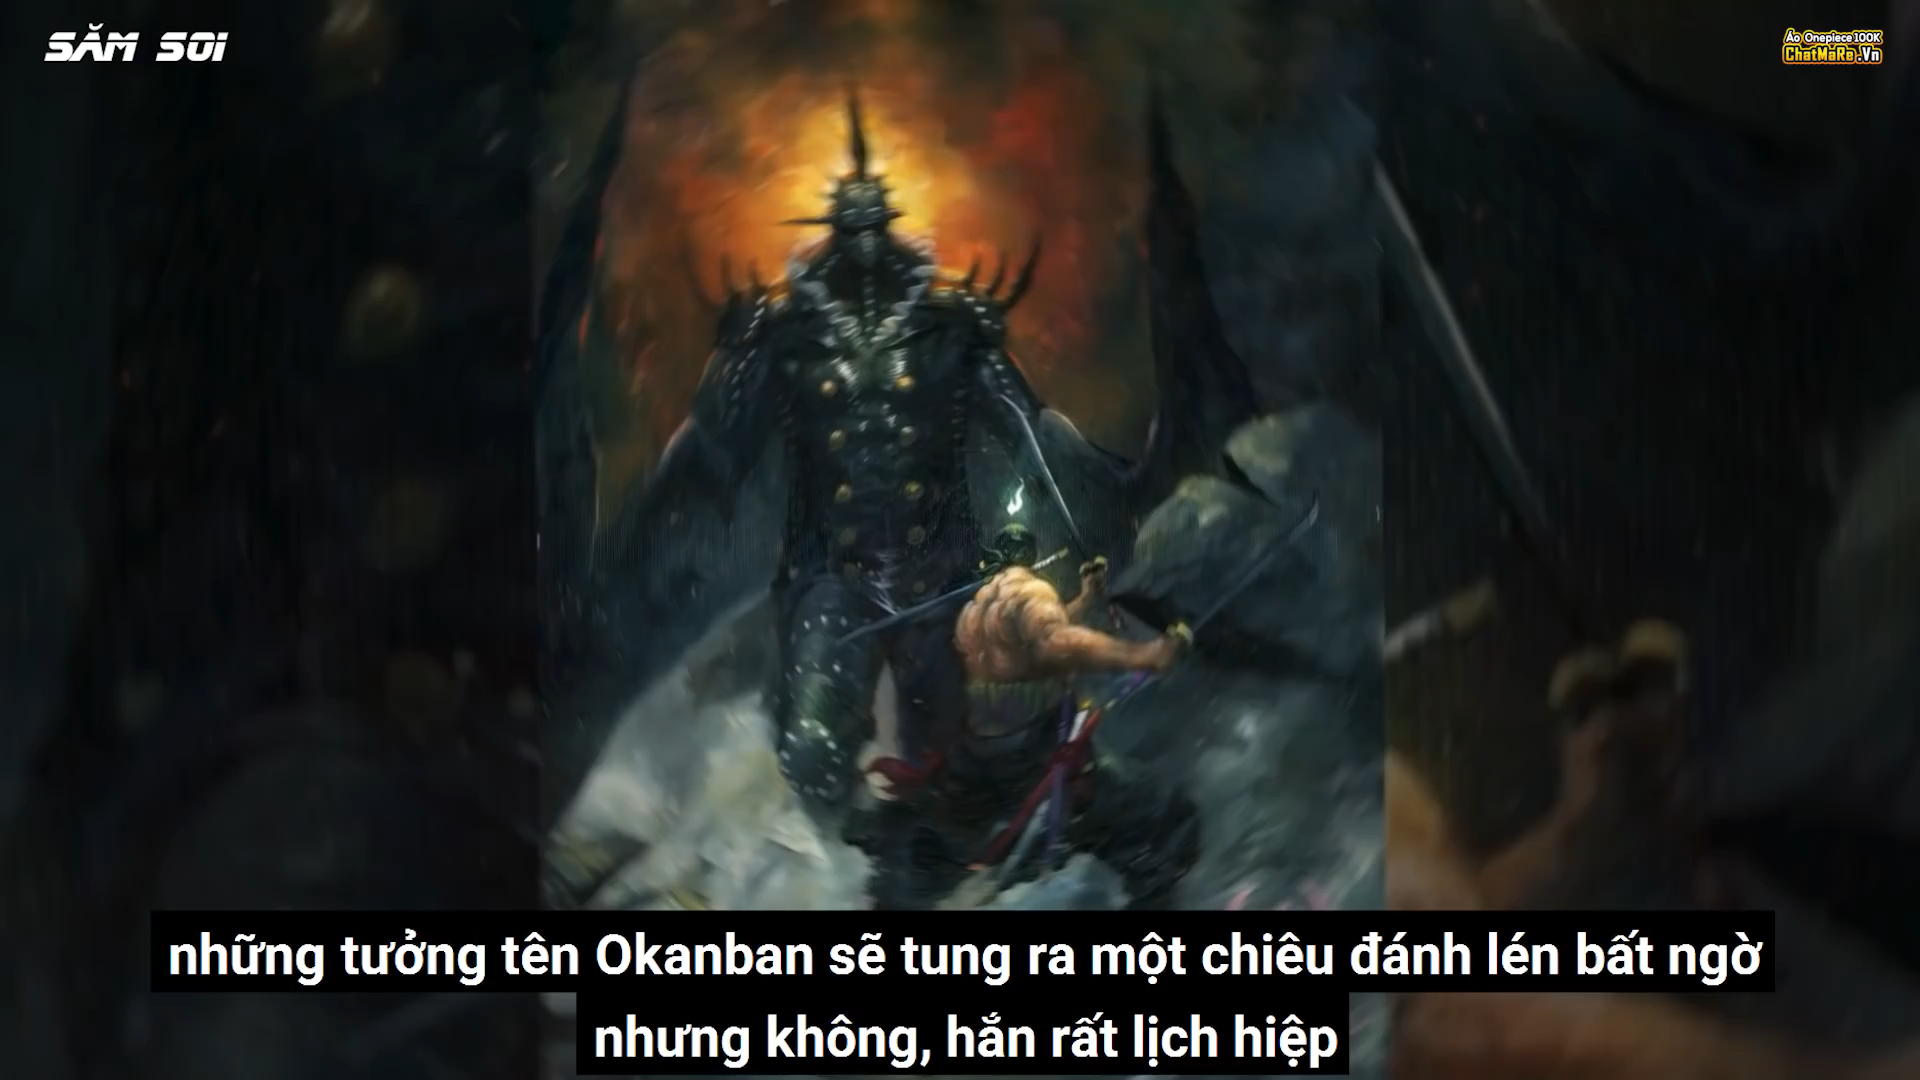 SĂM SOI
Áo Onepiece 100K
ChatMaRe.Vn
những tưởng tên Okanban sẽ tung ra một chiêu đánh lén bất ngờ
nhưng không, hắn rất lịch hiệp